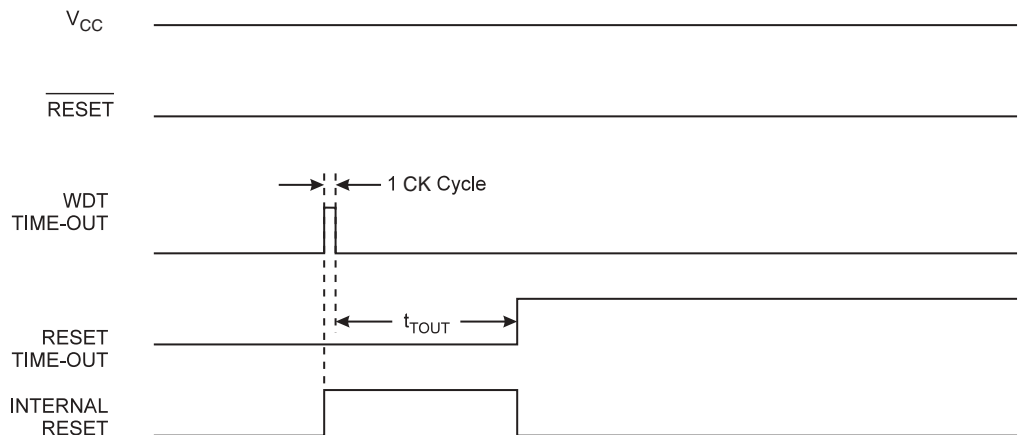 VCC
RESET
1 CK Cycle
WDT
TIME-OUT
tTOUT
RESET
TIME-OUT
INTERNAL
RESET